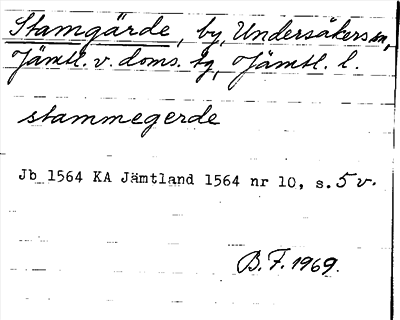 Stamgärde, by, Undersåkers sn,
Jämtl. v. doms. tg, Jämtl. l.
stammegerde
Jb 1564 KA Jämtland 1564 nr 10, s. 5 v.
B. F. 1969.